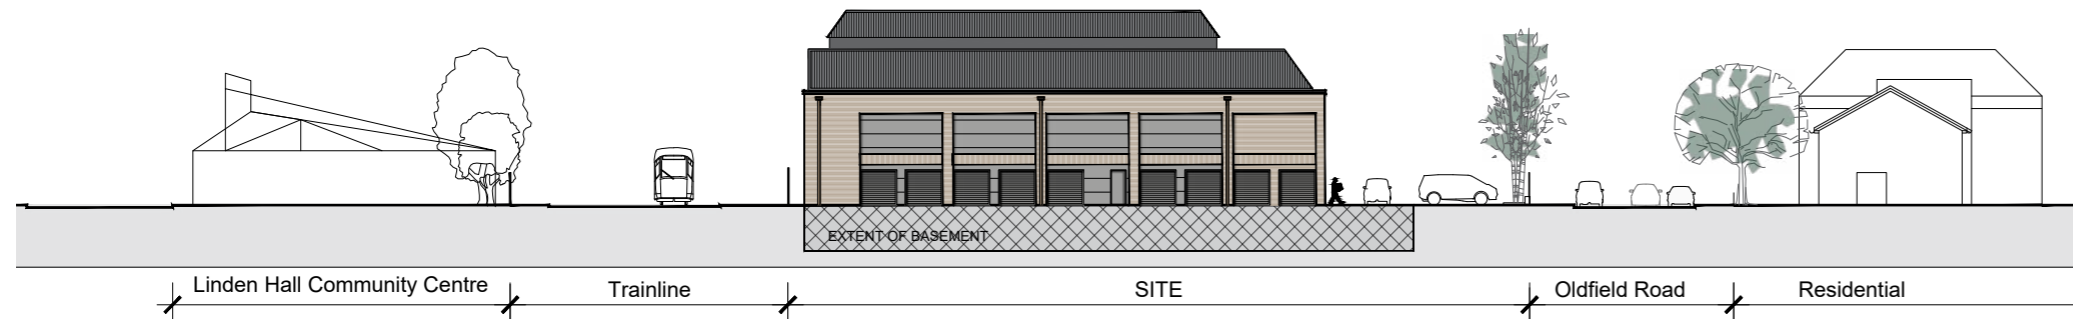 EXTENT OF BASEMENT
Linden Hall Community Centre
Trainline
SITE
Oldfield Road
Residential